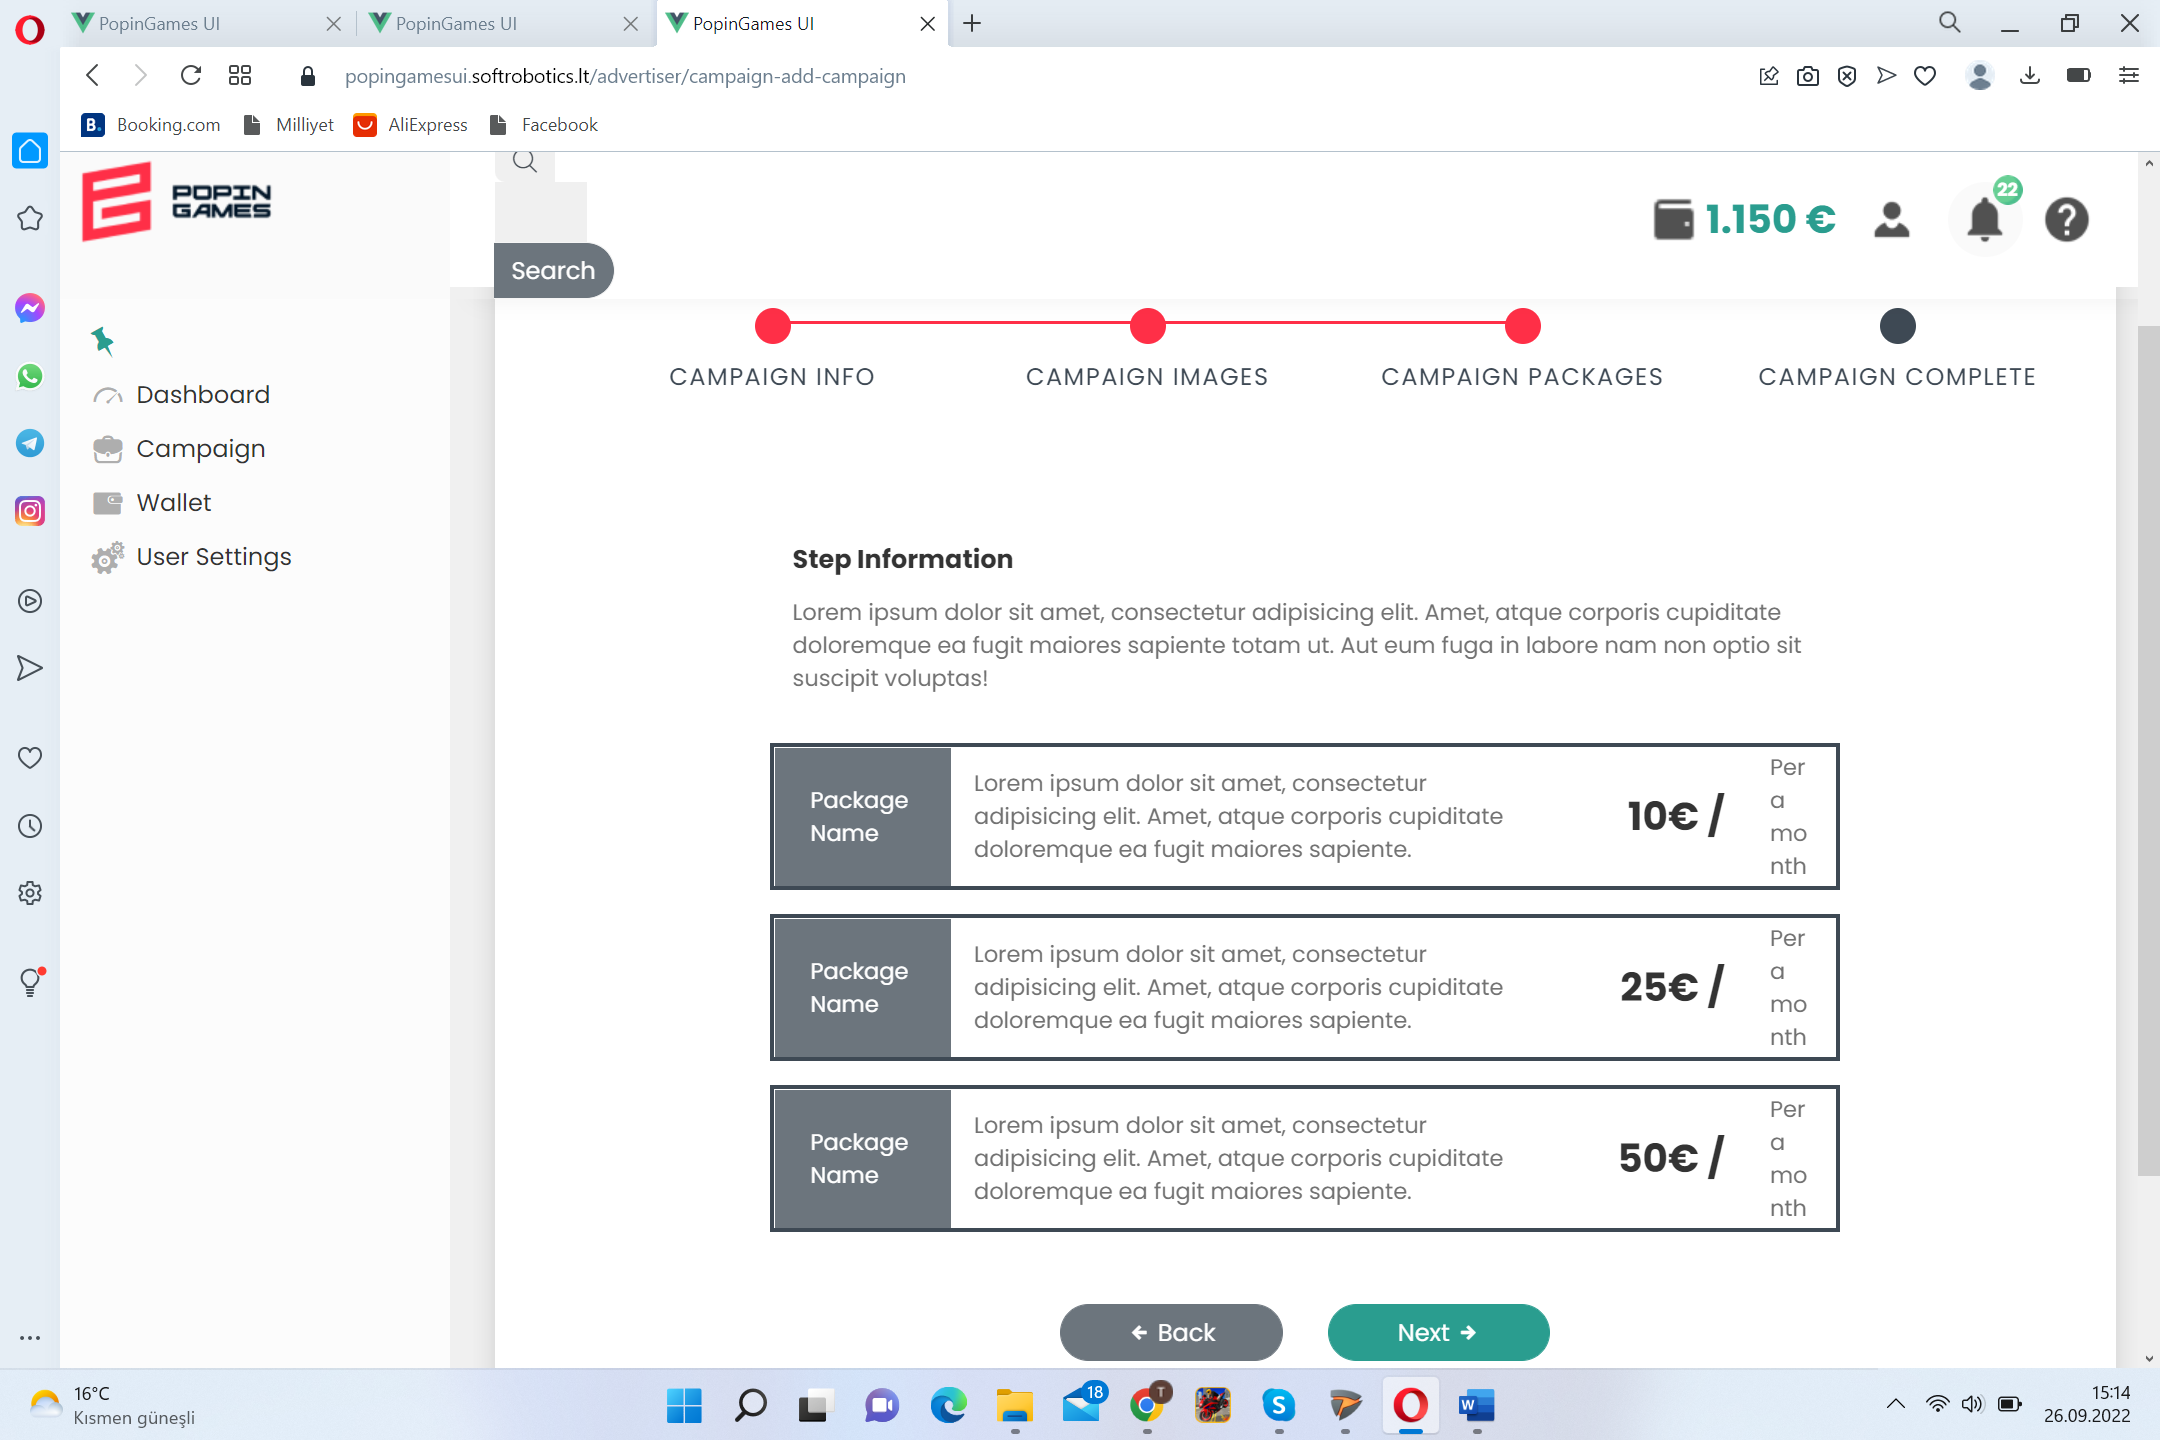 PopinGames UI
PopinGames UI
PopinGames UI
popingamesui.softrobotics.lt/advertiser/campaign-add-campaign
B. Booking.com
Milliyet
AliExpress
Facebook
POPIN
GAMES
Search
1.150 €
22
?
Dashboard
Campaign
Wallet
User Settings
CAMPAIGN INFO
CAMPAIGN IMAGES
CAMPAIGN PACKAGES
CAMPAIGN COMPLETE
Step Information
Lorem ipsum dolor sit amet, consectetur adipisicing elit. Amet, atque corporis cupiditate
doloremque ea fugit maiores sapiente totam ut. Aut eum fuga in labore nam non optio sit
suscipit voluptas!
Package
Name
Lorem ipsum dolor sit amet, consectetur
adipisicing elit. Amet, atque corporis cupiditate
doloremque ea fugit maiores sapiente.
10€ /
Per
a
mo
nth
Package
Name
Lorem ipsum dolor sit amet, consectetur
adipisicing elit. Amet, atque corporis cupiditate
doloremque ea fugit maiores sapiente.
25€ /
Per
a
mo
nth
Package
Name
Lorem ipsum dolor sit amet, consectetur
adipisicing elit. Amet, atque corporis cupiditate
doloremque ea fugit maiores sapiente.
50€ /
Per
a
mo
nth
Back
Next
16°C
Kısmen güneşli
18
T
S
W
15:14
26.09.2022